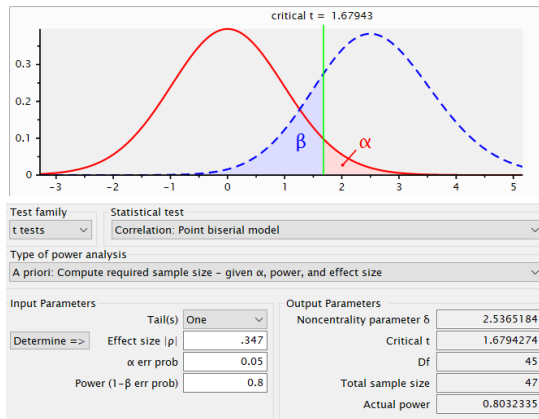 critical t = 1.67943
0.3
0.2
0.1
0
β
α
-3 -2 -1 0 1 2 3 4 5
Test family Statistical test
t tests Correlation: Point biserial model
Type of power analysis
A priori: Compute required sample size - given α, power, and effect size
Input Parameters Output Parameters
Tail(s) One Noncentrality parameter δ 2.5365184
Determine => Effect size |ρ| .347 Critical t 1.6794274
α err prob 0.05 Df 45
Power (1-β err prob) 0.8 Total sample size 47
Actual power 0.8032335